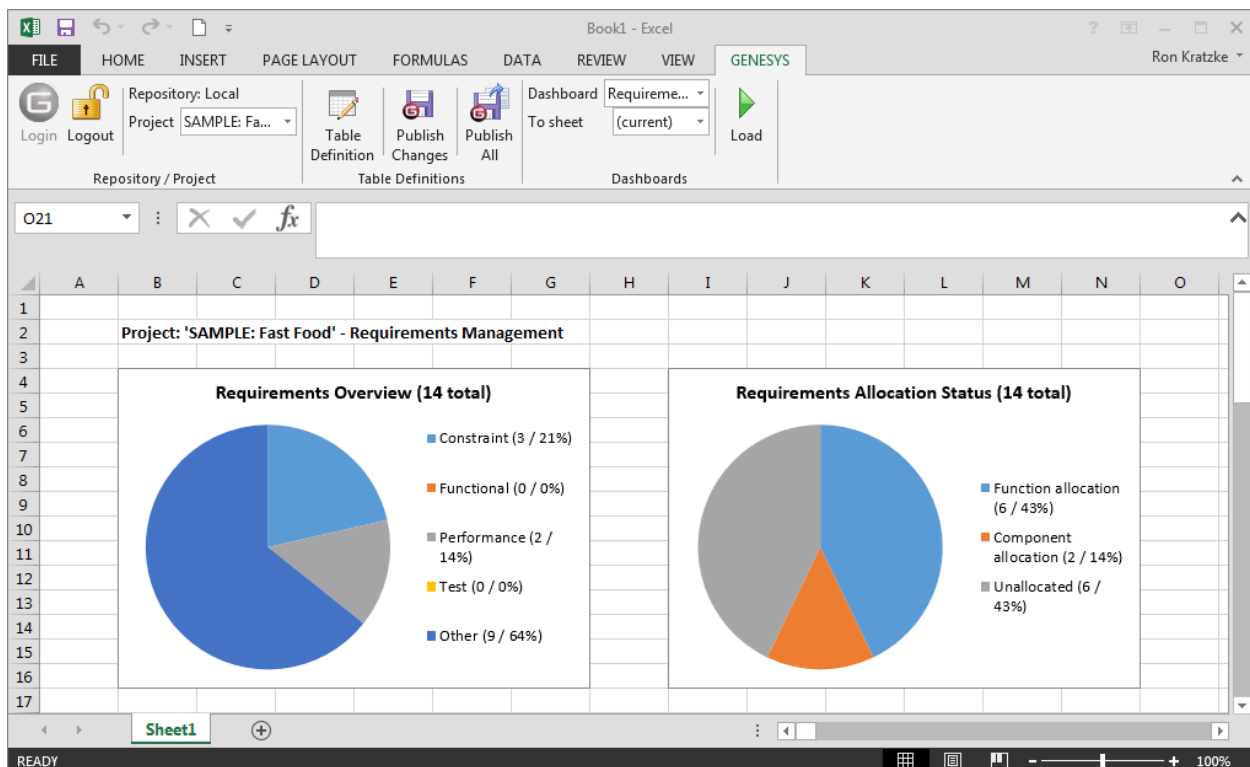 Book1 - Excel
?
FILE HOME INSERT PAGE LAYOUT FORMULAS DATA REVIEW VIEW GENESYS Ron Kratzke
Login
Logout
Repository: Local
Project SAMPLE: Fa...
Repository / Project
Table
Definition
Publish
Changes
Publish
All
Table Definitions
Dashboard Requireme...
To sheet (current)
Dashboards
Load
O21
fx
A B C D E F G H I J K L M N O
1
2
3
4
5
6
7
8
9
10
11
12
13
14
15
16
17
Project: 'SAMPLE: Fast Food' - Requirements Management
Requirements Overview (14 total)
Constraint (3 / 21%)
Functional (0 / 0%)
Performance (2 /
14%)
Test (0 / 0%)
Other (9 / 64%)
Requirements Allocation Status (14 total)
Function allocation
(6 / 43%)
Component
allocation (2 / 14%)
Unallocated (6 /
43%)
Sheet1
READY
100%